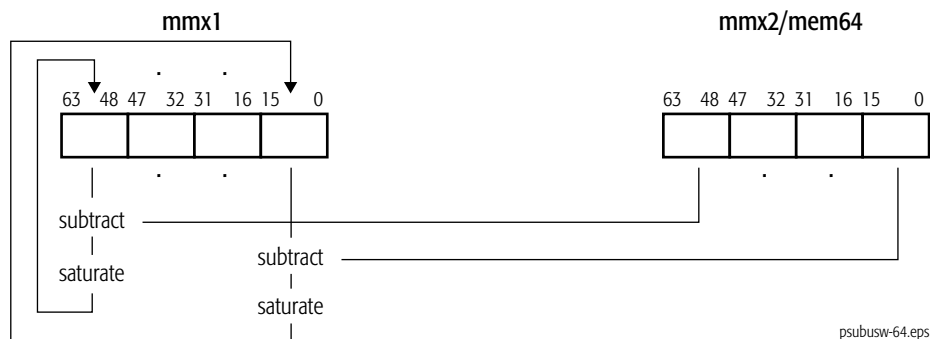 mmx1 mmx2/mem64
. .
63 48 47 32 31 16 15 0 63 48 47 32 31 16 15 0
. . . .
subtract
subtract
saturate
saturate
psubusw-64.eps